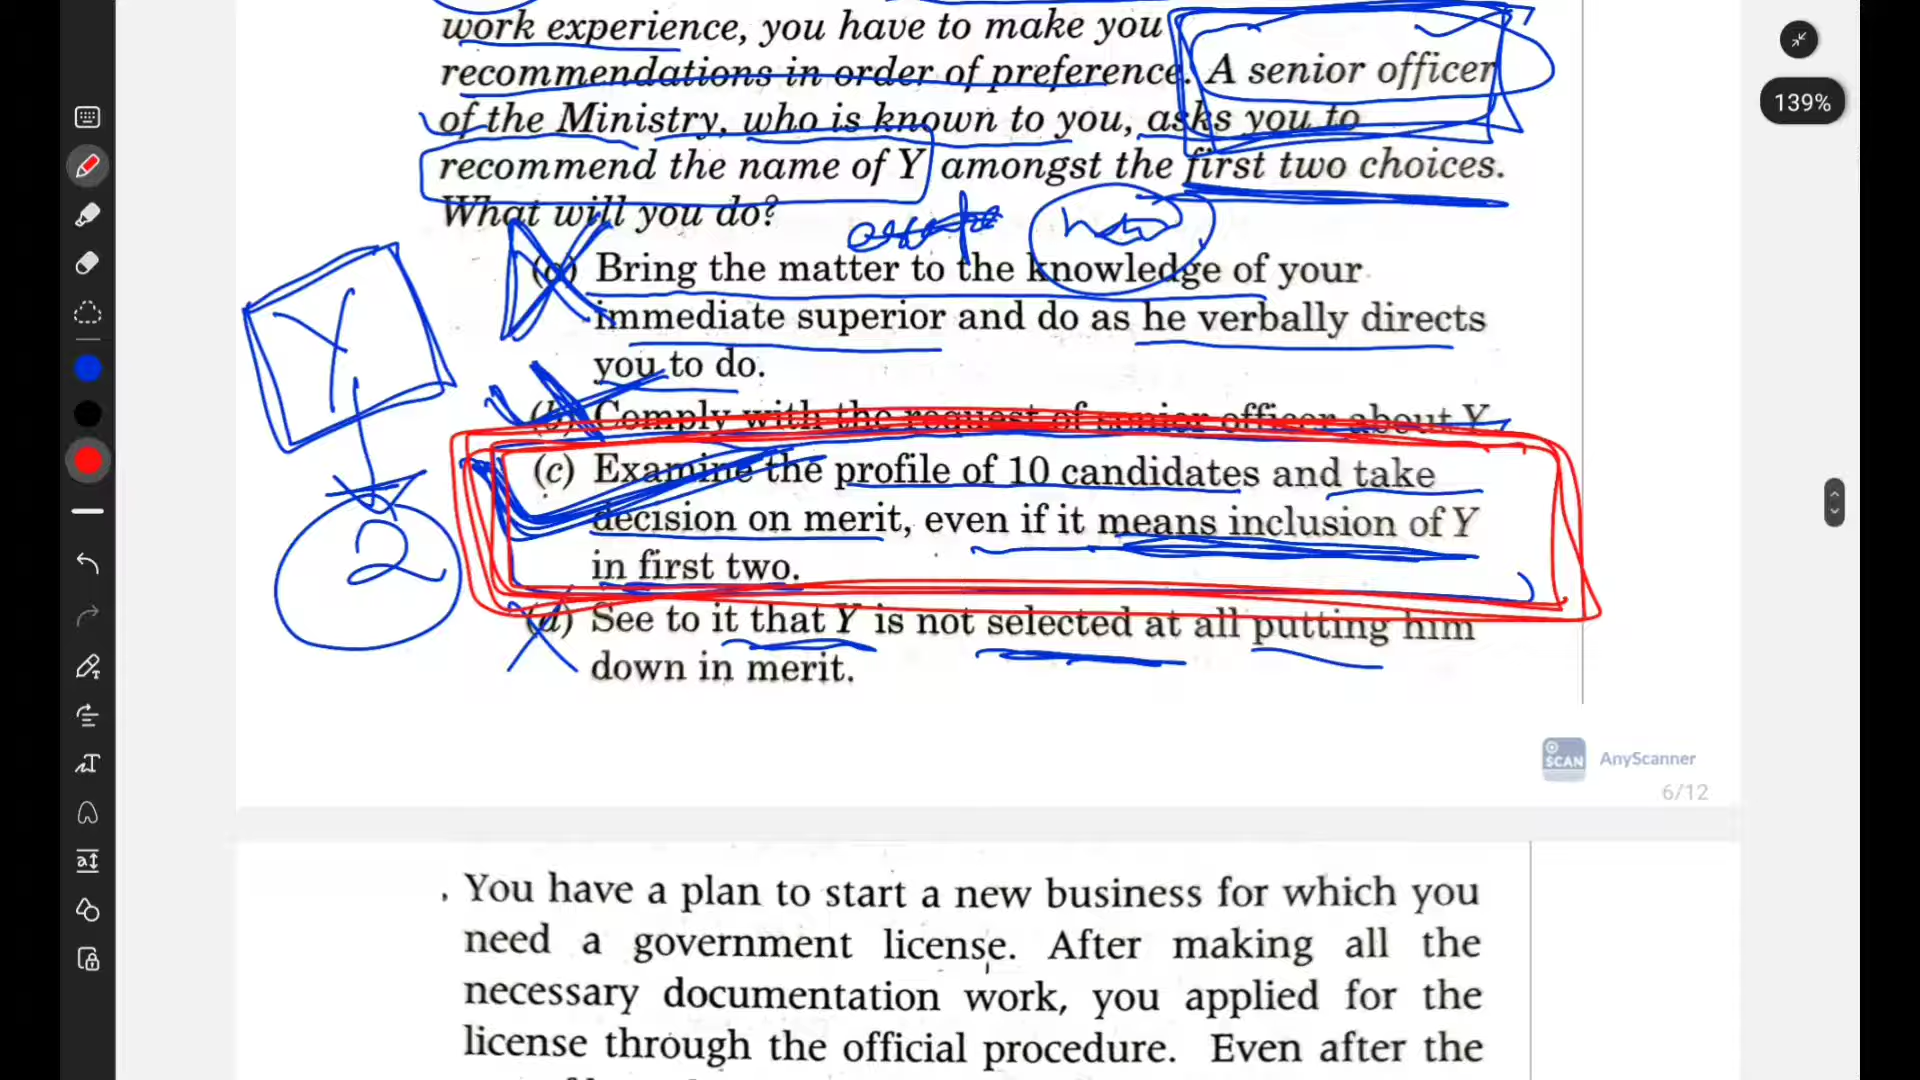 work experience, you have to make you
recommendations in order of preference. A senior officer
of the Ministry, who is known to you, asks you to
recommend the name of Y amongst the first two choices.
What will you do?
(a) Bring the matter to the knowledge of your
immediate superior and do as he verbally directs
you to do.
(b) Comply with the request of senior officer about Y.
(c) Examine the profile of 10 candidates and take
decision on merit, even if it means inclusion of Y
in first two.
(d) See to it that Y is not selected at all putting him
down in merit.
Y
2
SCAN AnyScanner
6/12
. You have a plan to start a new business for which you
need a government license. After making all the
necessary documentation work, you applied for the
license through the official procedure. Even after the
139%